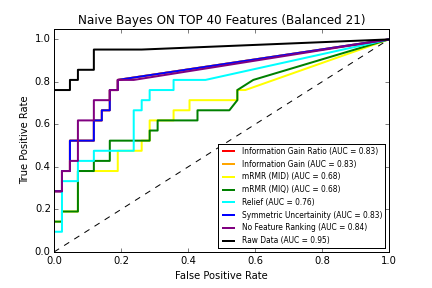 Naive Bayes ON TOP 40 Features (Balanced 21)
1.0
0.8
0.6
0.4
0.2
0.0
True Positive Rate
Information Gain Ratio (AUC = 0.83)
Information Gain (AUC = 0.83)
mRMR (MID) (AUC = 0.68)
mRMR (MIQ) (AUC = 0.68)
Relief (AUC = 0.76)
Symmetric Uncertainity (AUC = 0.83)
No Feature Ranking (AUC = 0.84)
Raw Data (AUC = 0.95)
0.0 0.2 0.4 0.6 0.8 1.0
False Positive Rate